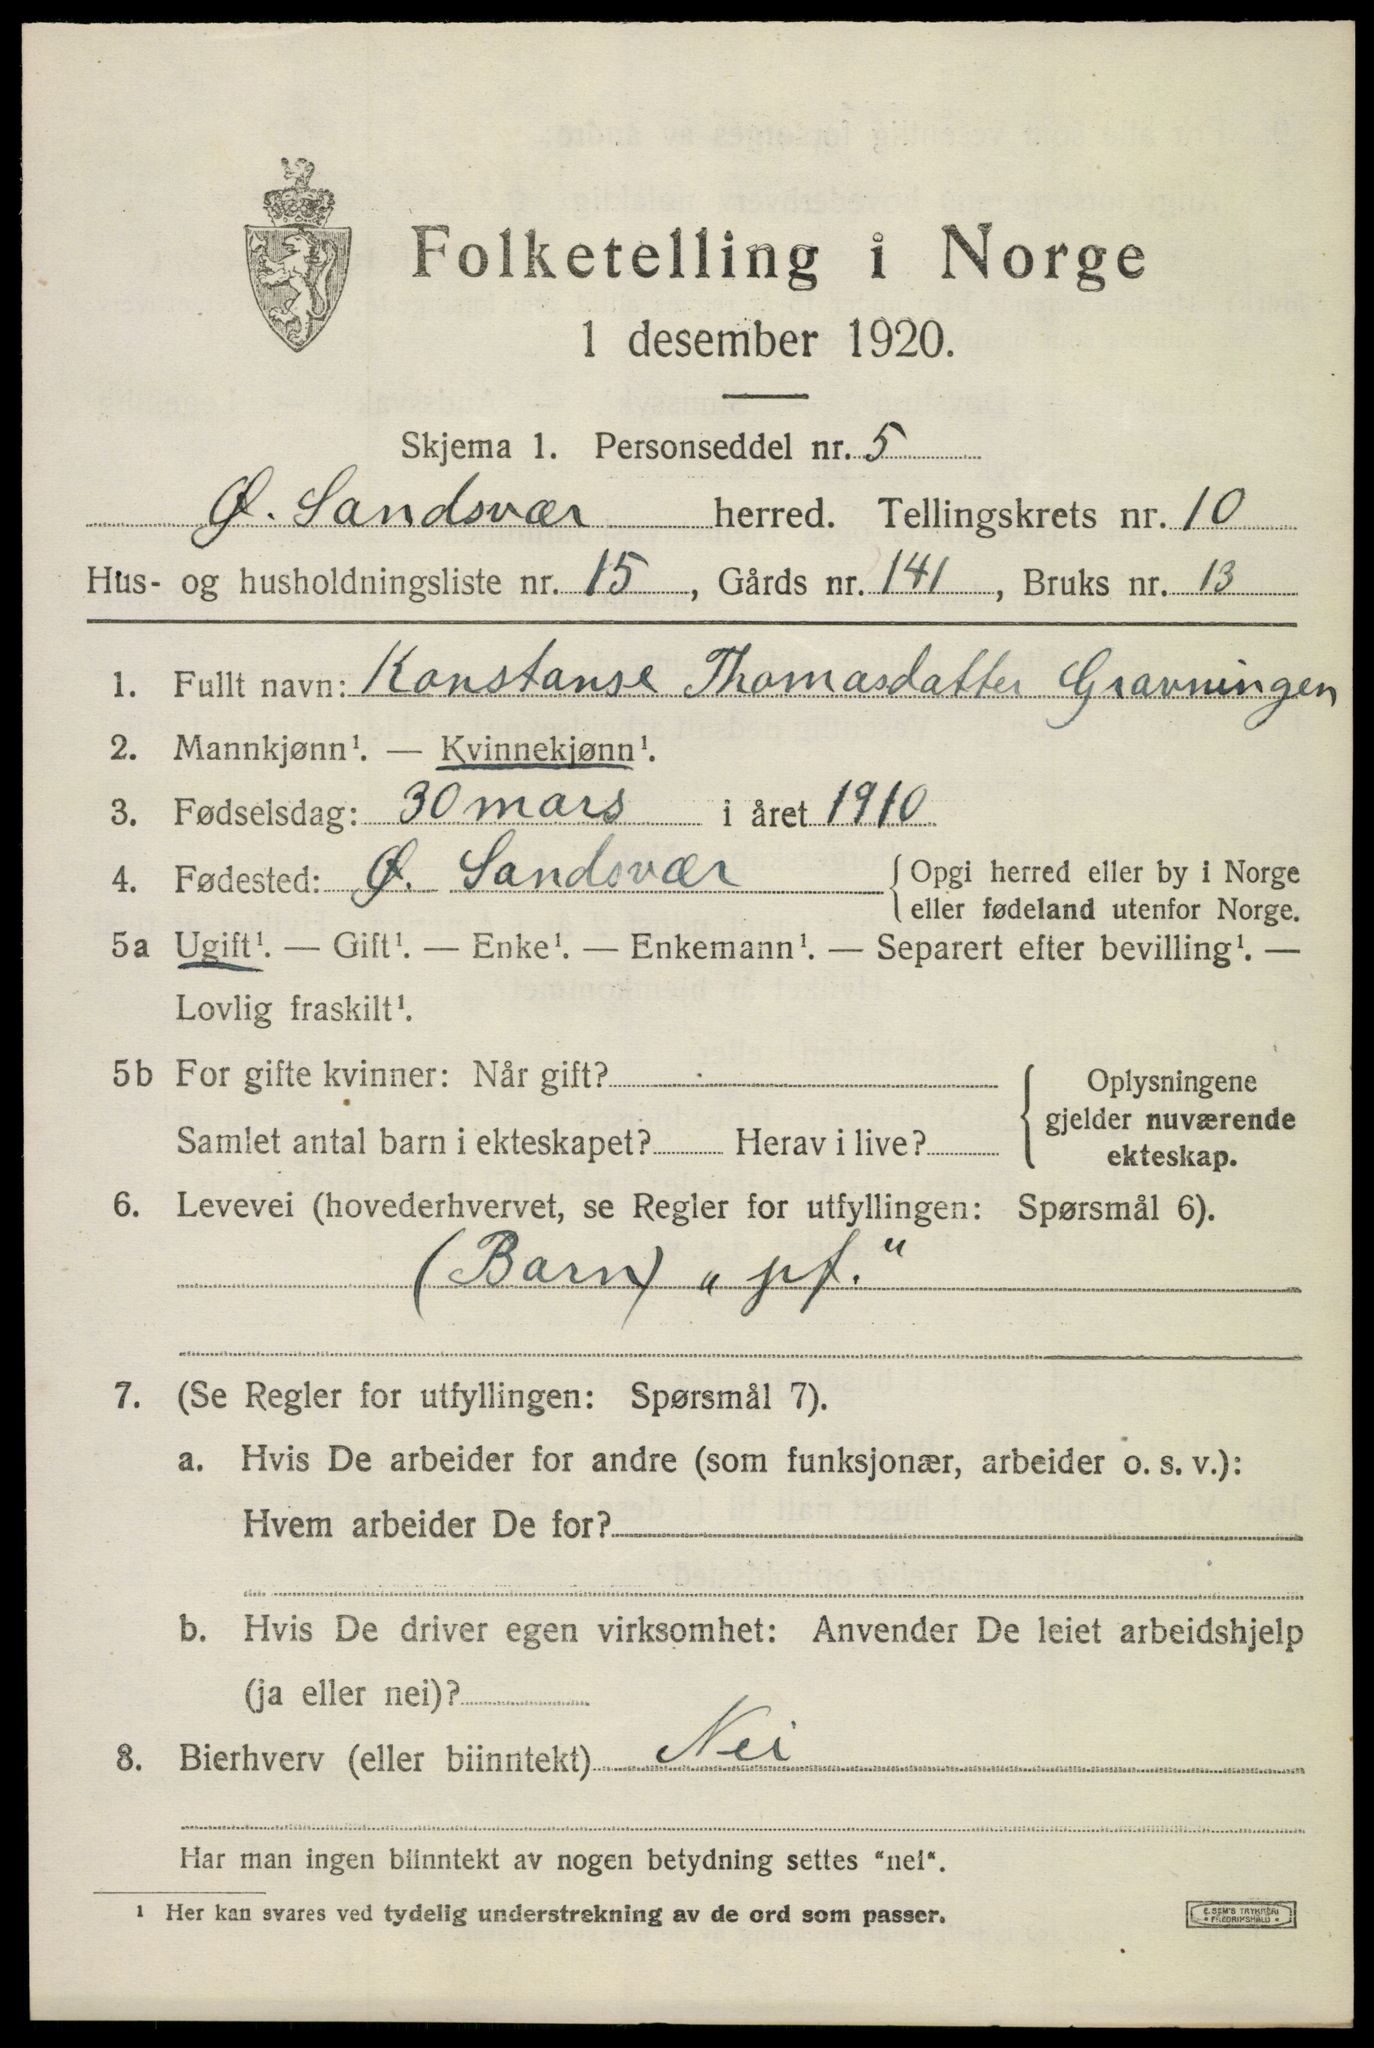 Folketelling i Norge
1 desember 1920.
Skjema 1. Personseddel nr. 5
Ø. Sandsvær herred. Tellingskrets nr. 10
Hus- og husholdningsliste nr. 15, Gårds nr. 141, Bruks nr. 13
1. Fullt navn: Konstanse Thomasdatter Gravningen
2. Mannkjønn¹. — Kvinnekjønn¹.
3. Fødselsdag: 30 mars i året 1910
4. Fødested: Ø. Sandsvær { Opgi herred eller by i Norge
eller fødeland utenfor Norge.
5a Ugift¹. — Gift¹. — Enke¹. — Enkemann¹. — Separert efter bevilling¹. —
Lovlig fraskilt¹.
5b For gifte kvinner: Når gift?
Samlet antal barn i ekteskapet? Herav i live?
{ Oplysningene
gjelder nuværende
ekteskap.
6. Levevei (hovederhvervet, se Regler for utfyllingen: Spørsmål 6).
(Barn) „ pf.“
7. (Se Regler for utfyllingen: Spørsmål 7).
a. Hvis De arbeider for andre (som funksjonær, arbeider o. s. v.):
Hvem arbeider De for?
b. Hvis De driver egen virksomhet: Anvender De leiet arbeidshjelp
(ja eller nei)?
8. Bierhverv (eller biinntekt) Nei
Har man ingen biinntekt av nogen betydning settes “nei“.
¹ Her kan svares ved tydelig understrekning av de ord som passer.
E. SEM'S TRYKKERI
• FREDRIKSHALD •